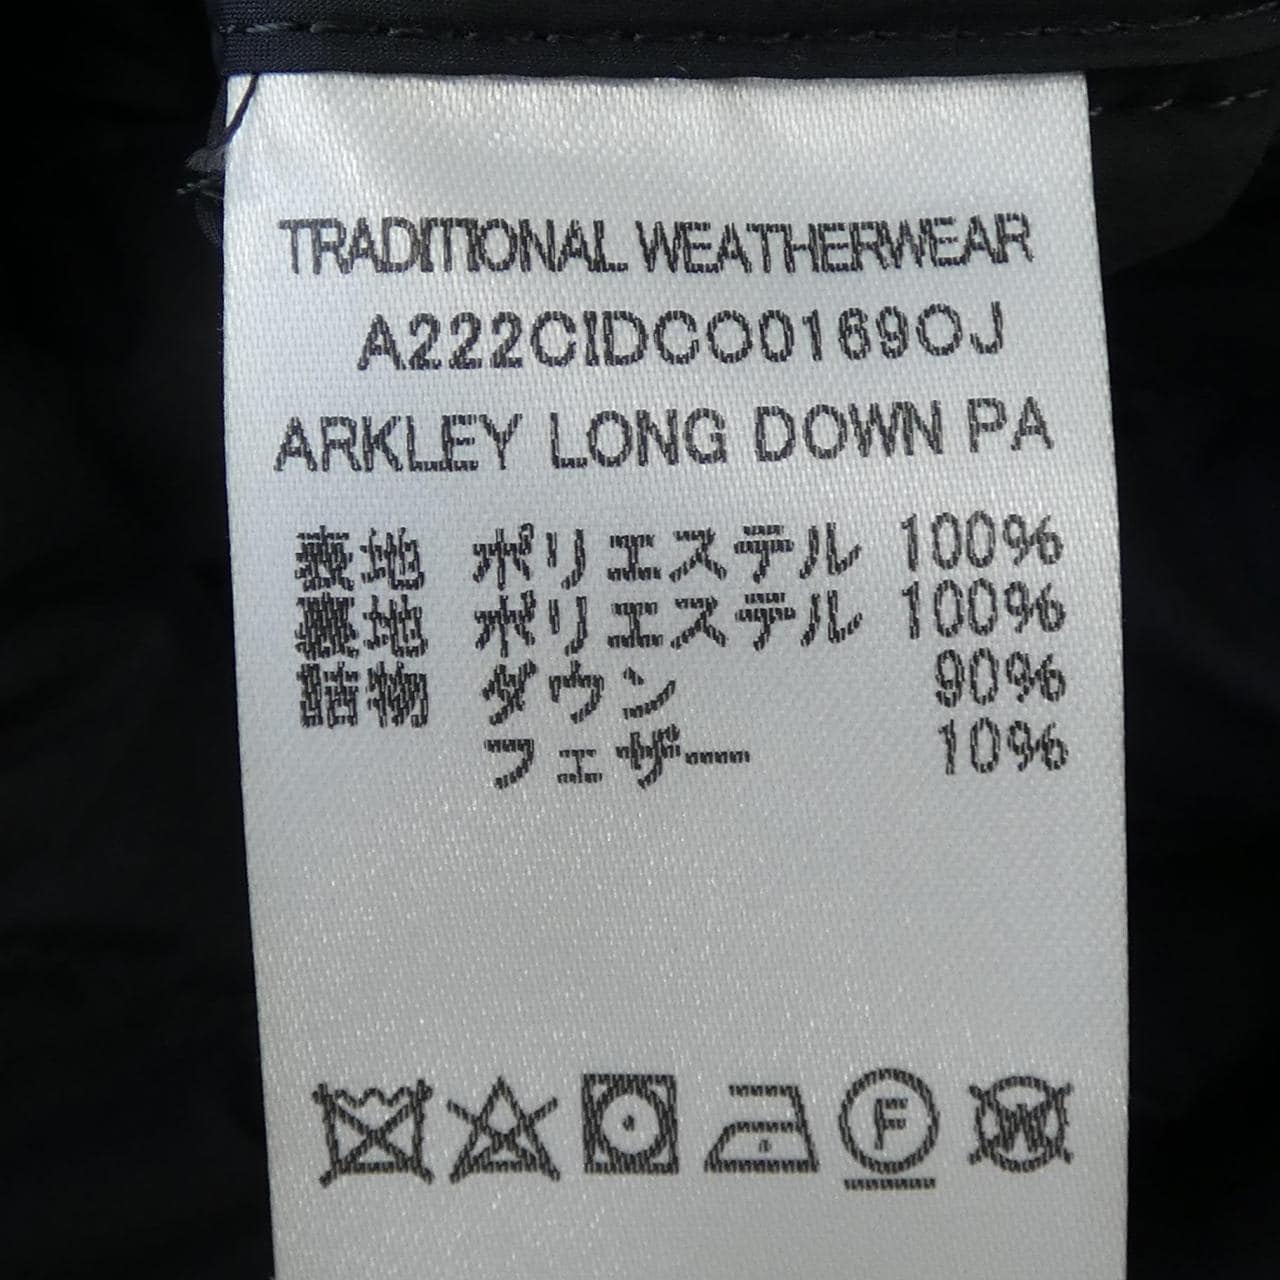 TRADITIONAL WEATHERWEAR
A222CIDCO0169OJ
ARKLEY LONG DOWN PA
表地 ポリエステル 100%
裏地 ポリエステル 100%
詰物 ダウン 90%
フェザー 10%
F
W